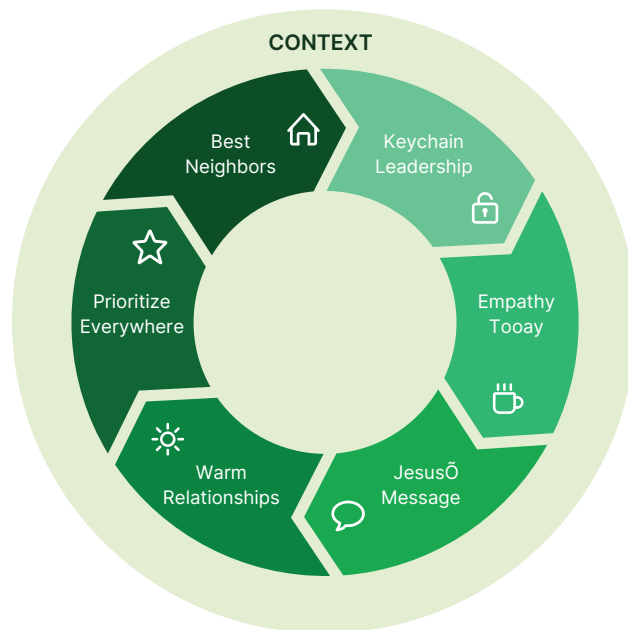 CONTEXT
Keychain
Leadership
Empathy
Tooay
JesusÕ
Message
Warm
Relationships
Prioritize
Everywhere
Best
Neighbors